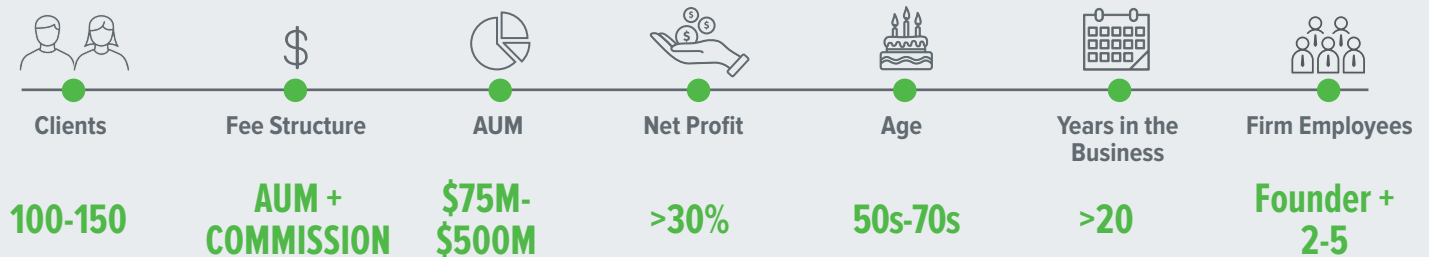 Clients
Fee Structure
AUM
Net Profit
Age
Years in the
Business
Firm Employees
100-150
AUM +
COMMISSION
$75M-
$500M
>30%
50s-70s
>20
Founder +
2-5